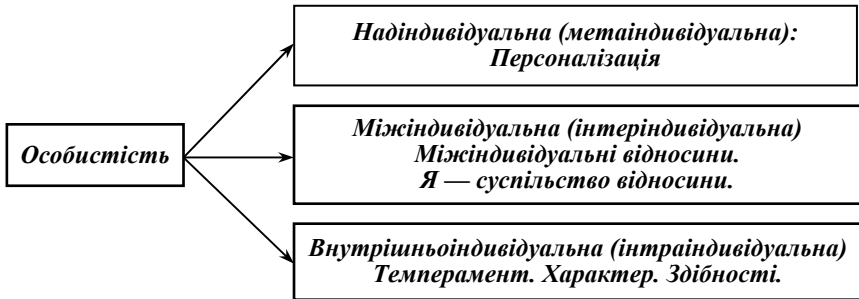 Надіндивідуальна (метаіндивідуальна):
Персоналізація
Особистість
Міжіндивідуальна (інтеріндивідуальна)
Міжіндивідуальні відносини.
Я — суспільство відносини.
Внутрішньоіндивідуальна (інтраіндивідуальна)
Темперамент. Характер. Здібності.